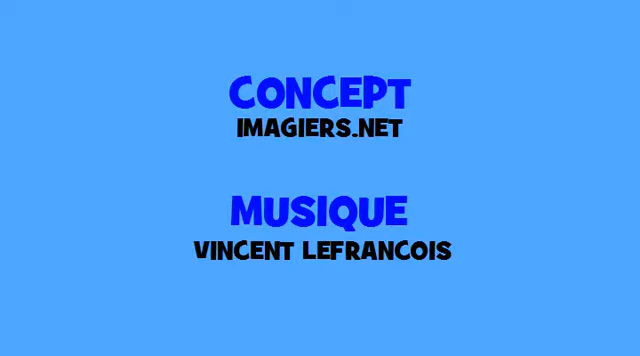 CONCEPT
IMAGIERS.NET
MUSIQUE
VINCENT LEFRANCOIS